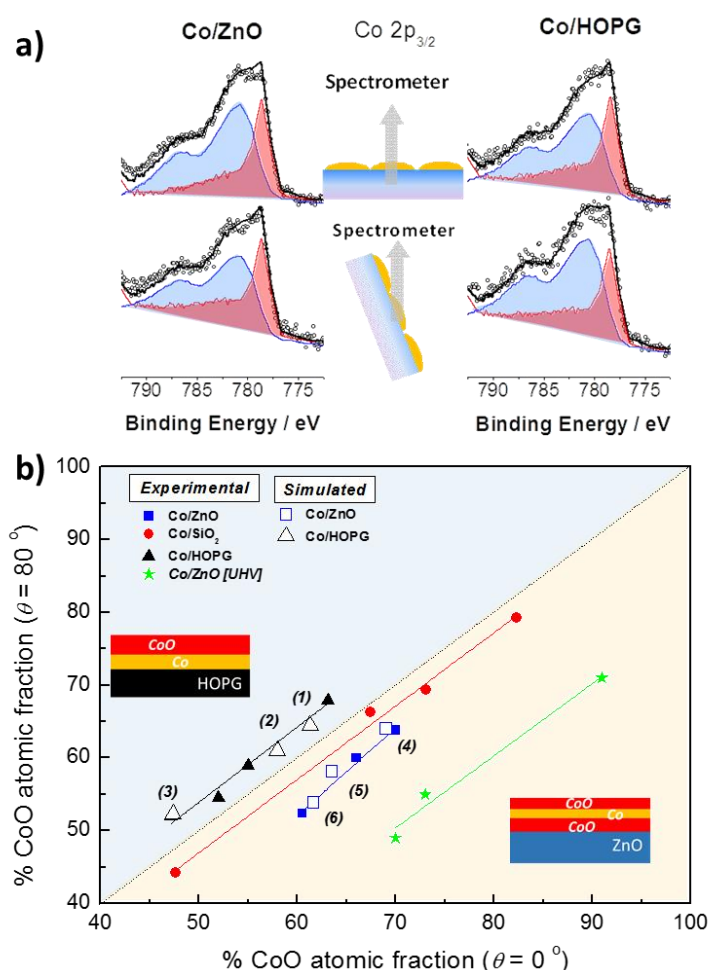 a)
Co/ZnO
Co 2p3/2
Co/HOPG
Spectrometer
Spectrometer
790 785 780 775
790 785 780 775
Binding Energy / eV
Binding Energy / eV
b)
100
90
80
70
60
50
40
% CoO atomic fraction (θ = 80 °)
Experimental
Simulated
Co/ZnO
Co/ZnO
Co/SiO2
Co/HOPG
Co/HOPG
Co/ZnO [UHV]
CoO
Co
HOPG
(1)
(2)
(3)
(4)
(5)
(6)
CoO
Co
CoO
ZnO
40 50 60 70 80 90 100
% CoO atomic fraction (θ = 0 °)